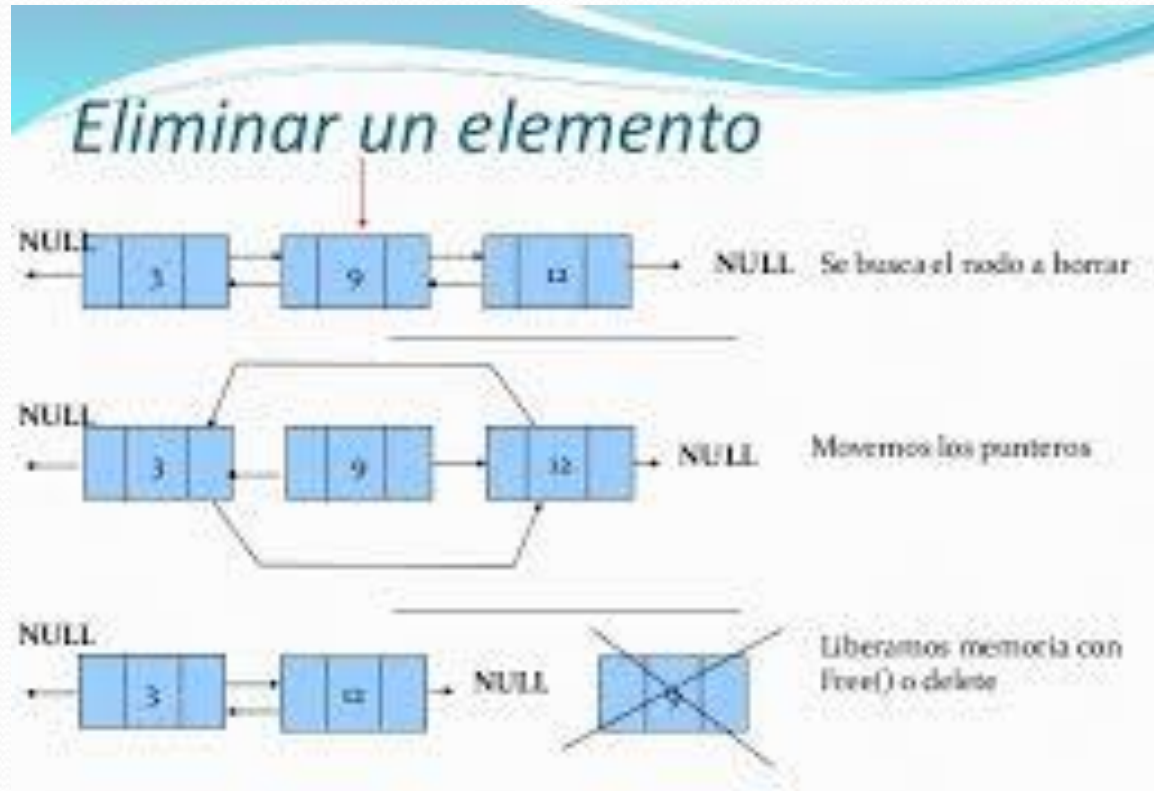 Eliminar un elemento
NULL
3 9 12 NULL Se busca el nodo a borrar
NULL
3 9 12 NULL Movemos los punteros
NULL
3 12 NULL 9 Liberamos memoria con
Free() o delete